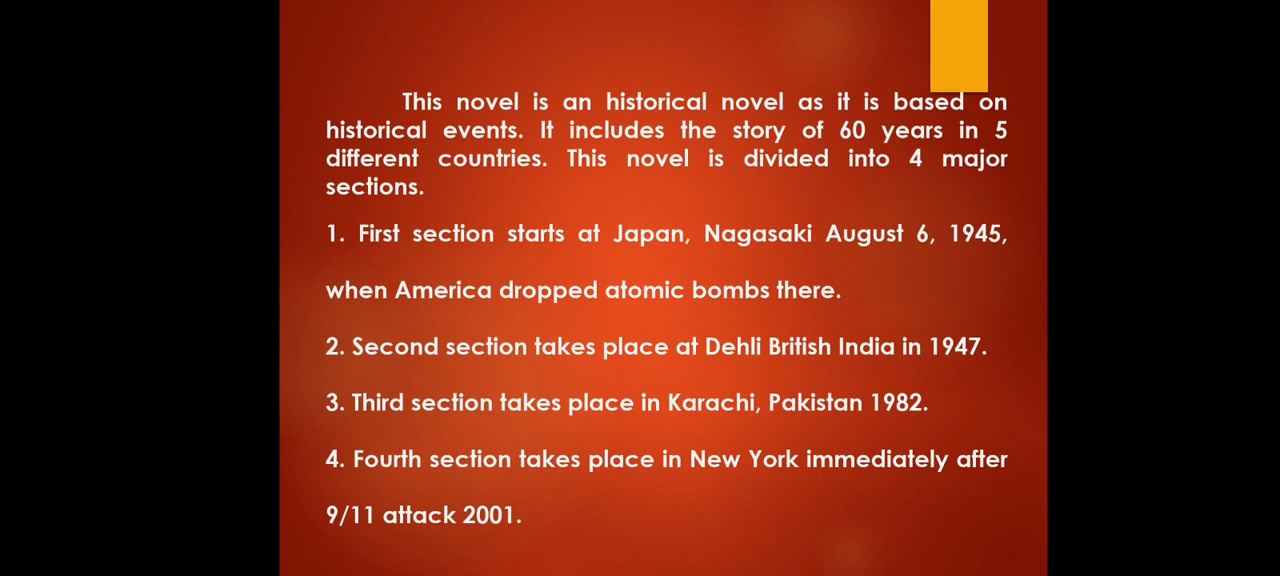 This novel is an historical novel as it is based on
historical events. It includes the story of 60 years in 5
different countries. This novel is divided into 4 major
sections.
1. First section starts at Japan, Nagasaki August 6, 1945,
when America dropped atomic bombs there.
2. Second section takes place at Dehli British India in 1947.
3. Third section takes place in Karachi, Pakistan 1982.
4. Fourth section takes place in New York immediately after
9/11 attack 2001.